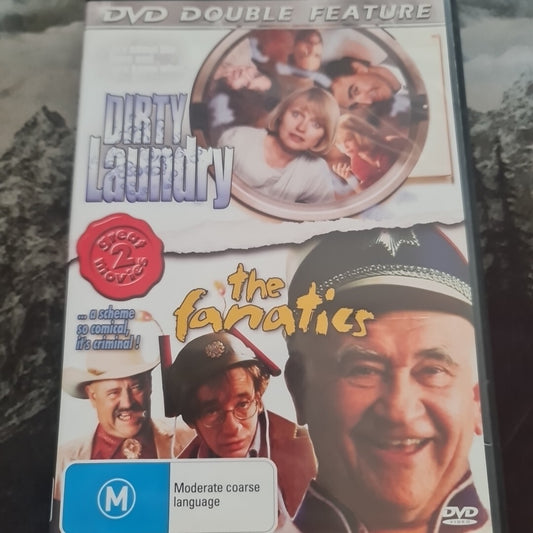 DVD DOUBLE FEATURE
DIRTY
Laundry
Great
2
movies
the
fanatics
... a scheme
so comical,
it's criminal !
M
Moderate coarse
language
DVD
VIDEO